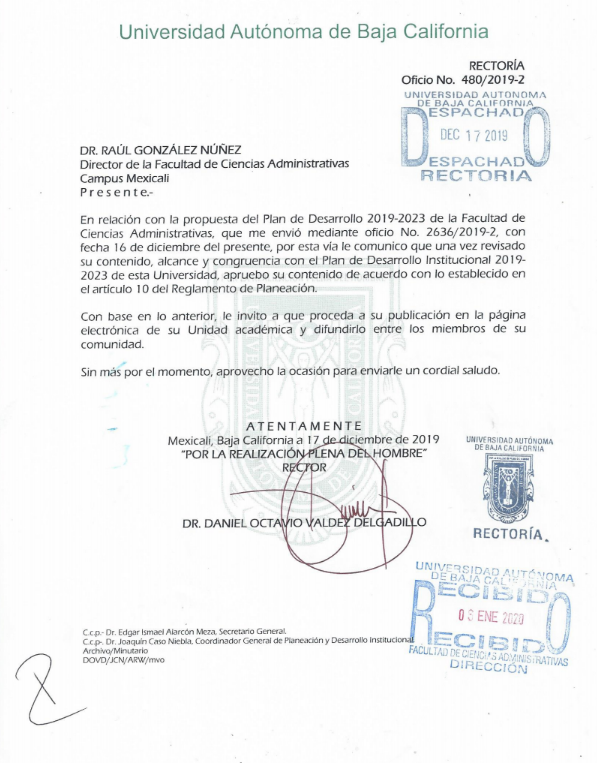 Universidad Autónoma de Baja California
RECTORÍA
Oficio No. 480/2019-2
UNIVERSIDAD AUTONOMA
DE BAJA CALIFORNIA
DESPACHADO
DEC 17 2019
DESPACHADO
RECTORIA
DR. RAÚL GONZÁLEZ NÚÑEZ
Director de la Facultad de Ciencias Administrativas
Campus Mexicali
P r e s e n t e.-
En relación con la propuesta del Plan de Desarrollo 2019-2023 de la Facultad de
Ciencias Administrativas, que me envió mediante oficio No. 2636/2019-2, con
fecha 16 de diciembre del presente, por esta vía le comunico que una vez revisado
su contenido, alcance y congruencia con el Plan de Desarrollo Institucional 2019-
2023 de esta Universidad, apruebo su contenido de acuerdo con lo establecido en
el artículo 10 del Reglamento de Planeación.
Con base en lo anterior, le invito a que proceda a su publicación en la página
electrónica de su Unidad académica y difundirlo entre los miembros de su
comunidad.
Sin más por el momento, aprovecho la ocasión para enviarle un cordial saludo.
A T E N T A M E N T E
Mexicali, Baja California a 17 de diciembre de 2019
"POR LA REALIZACIÓN PLENA DEL HOMBRE"
RECTOR
DR. DANIEL OCTAVIO VALDEZ DELGADILLO
UNIVERSIDAD AUTÓNOMA
DE BAJA CALIFORNIA
RECTORÍA
UNIVERSIDAD AUTÓNOMA
DE BAJA CALIFORNIA
RECIBIDO
ENE 2020
RECIBIDO
FACULTAD DE CIENCIAS ADMINISTRATIVAS
DIRECCIÓN
C.c.p.- Dr. Edgar Ismael Alarcón Meza, Secretario General.
C.c.p-. Dr. Joaquín Caso Niebla, Coordinador General de Planeación y Desarrollo Institucional.
Archivo/Minutario
DOVD/JCN/ARW/mvo